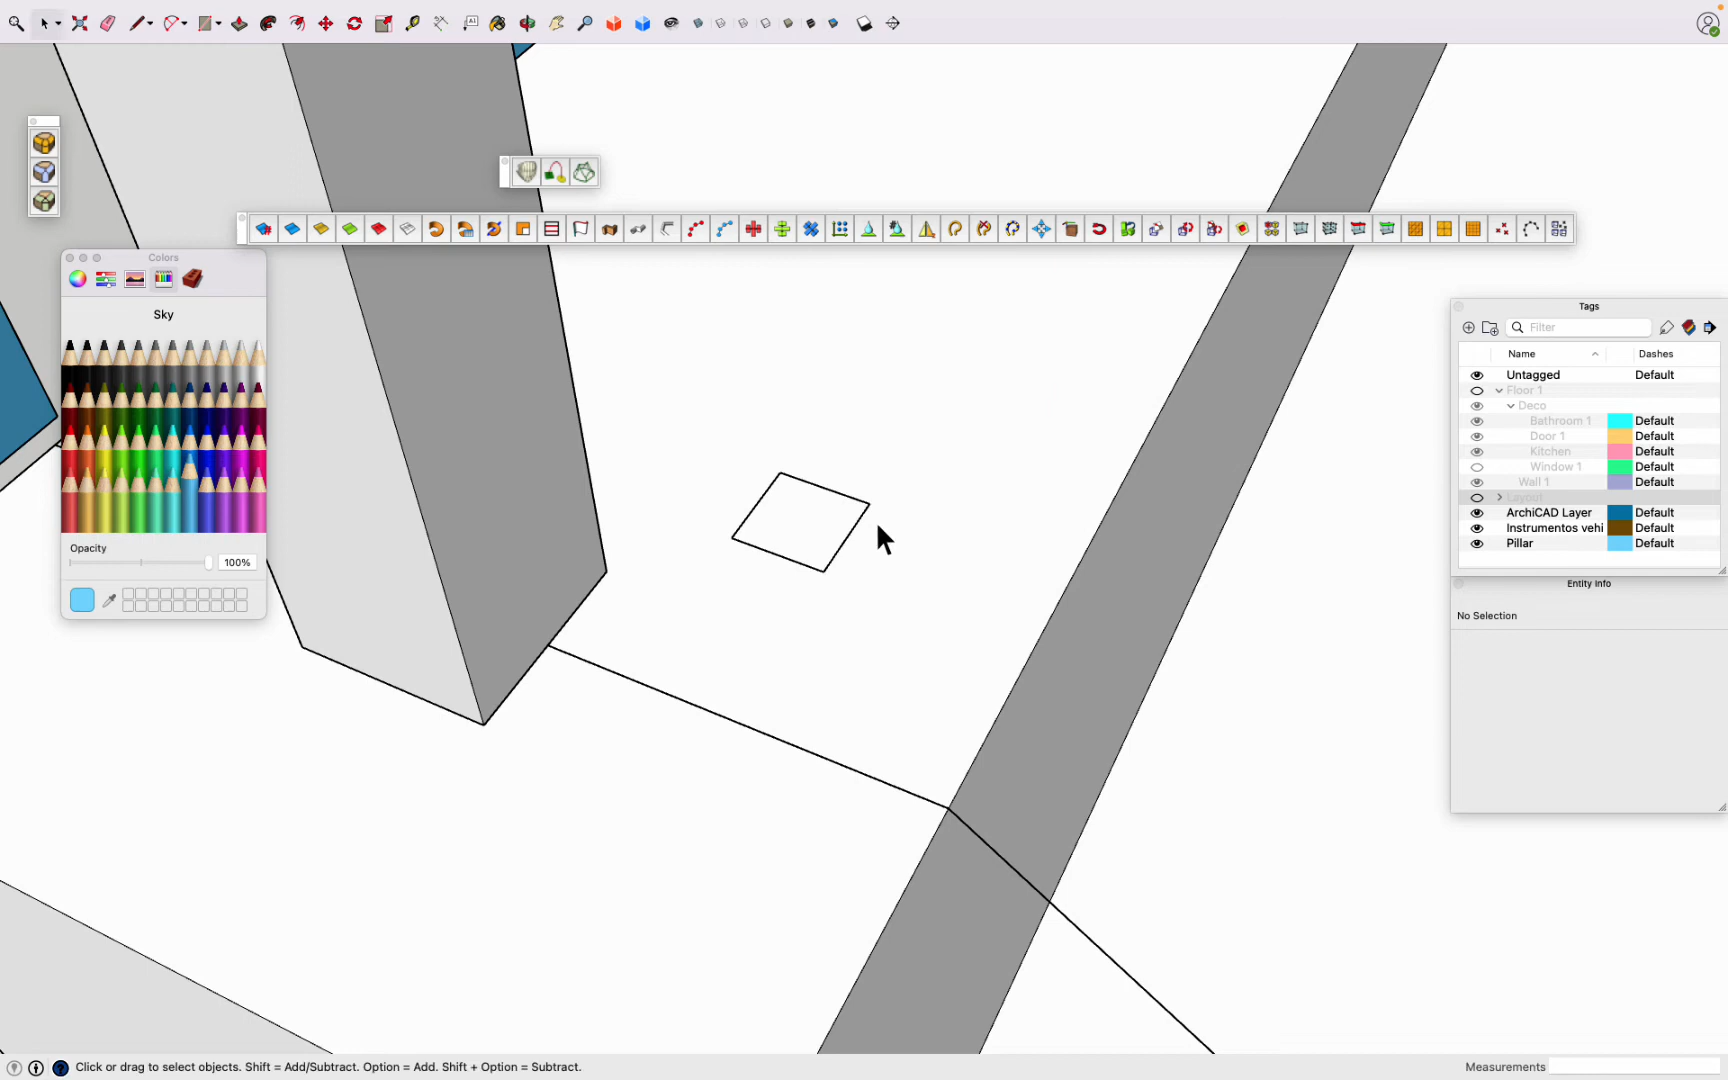 A1
Colors
Sky
Opacity
100%
Tags
Filter
Name
Dashes
Untagged
Default
Floor 1
Deco
Bathroom 1
Default
Door 1
Default
Kitchen
Default
Window 1
Default
Wall 1
Default
Layout
ArchiCAD Layer
Default
Instrumentos vehi
Default
Pillar
Default
Entity Info
No Selection
Click or drag to select objects. Shift = Add/Subtract. Option = Add. Shift + Option = Subtract.
Measurements